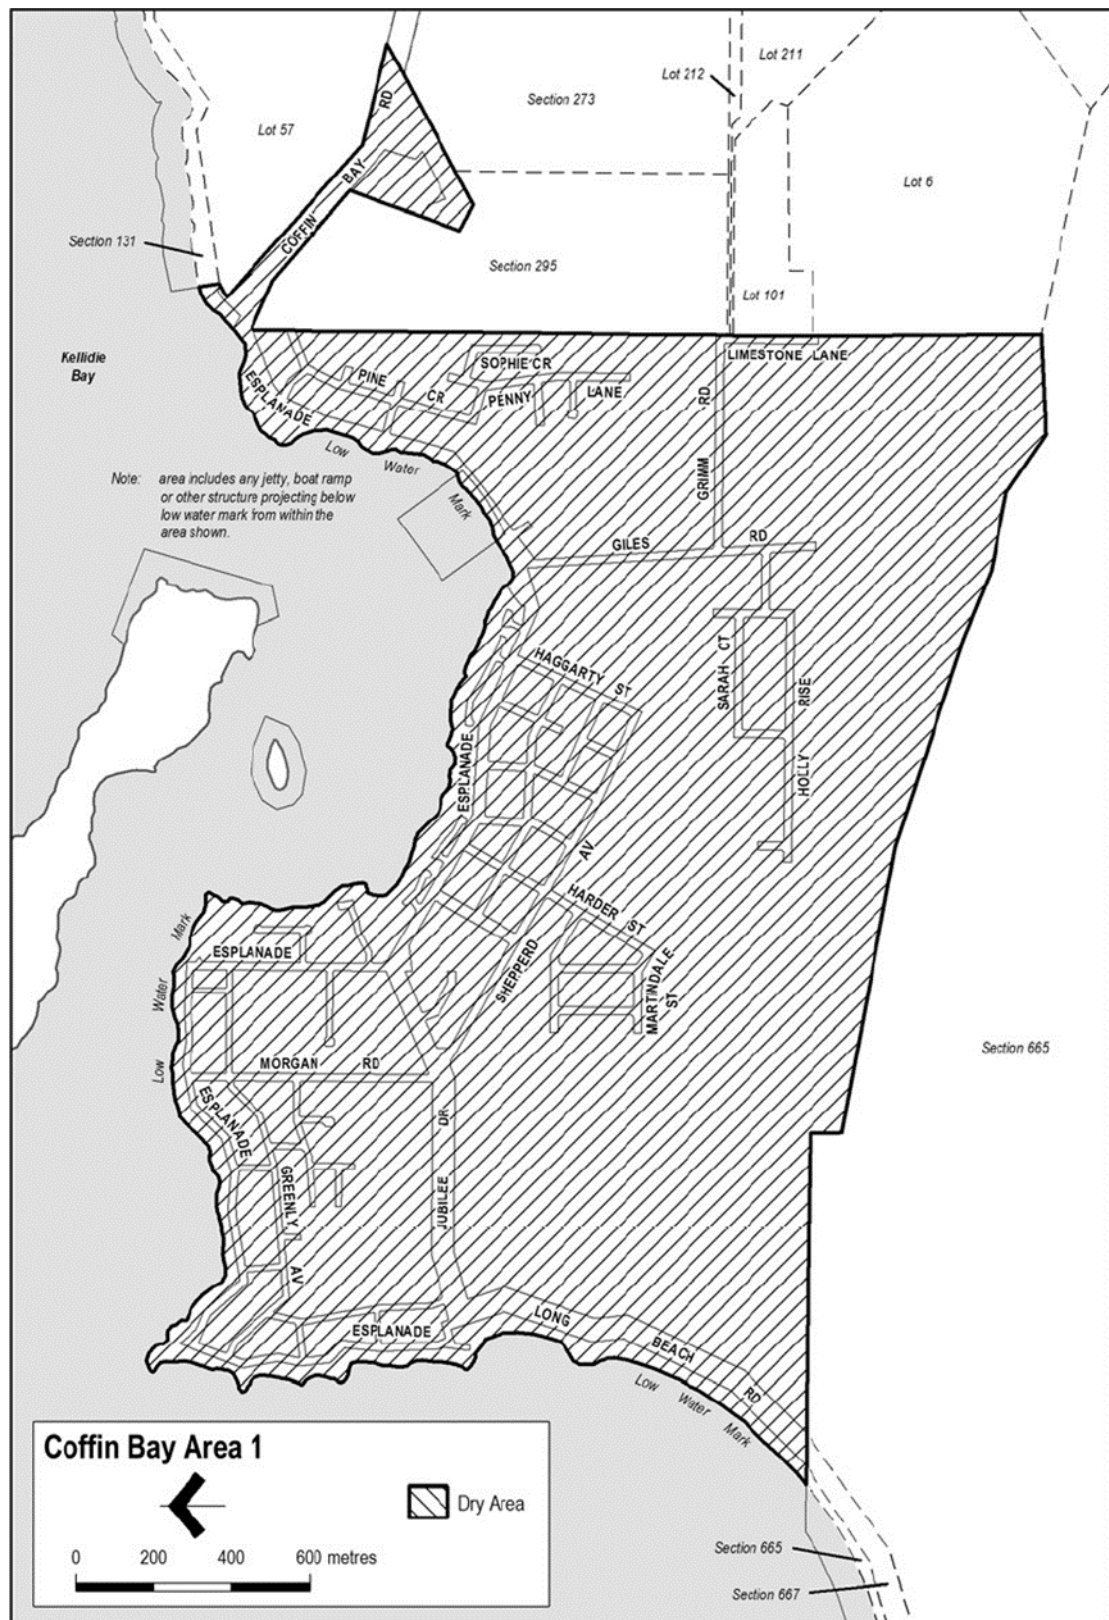 Lot 211
Lot 212
RD
Section 273
Lot 57
BAY
Lot 6
COFFIN
Section 131
Section 295
Lot 101
Kellidie
Bay
LIMESTONE LANE
SOPHIE CR
PINE
CR
PENNY
LANE
ESPLANADE
RD
GRIMM
Low
Water
Mark
Note: area includes any jetty, boat ramp
or other structure projecting below
low water mark from within the
area shown.
GILES
RD
HAGGARTY ST
SARAH CT
RISE
HOLLY
ESPLANADE
AV
HARDER ST
SHEPPERD
MARTINDALE
ST
Mark
Water
Low
ESPLANADE
Section 665
MORGAN
RD
ESPLANADE
DR
JUBILEE
GREENLY
AV
ESPLANADE
LONG
BEACH
RD
Low
Water
Mark
Coffin Bay Area 1
Dry Area
0 200 400 600 metres
Section 665
Section 667